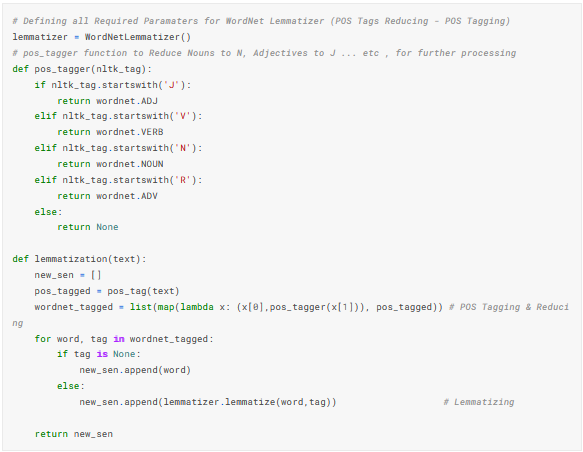 # Defining all Required Paramaters for WordNet Lemmatizer (POS Tags Reducing - POS Tagging)
lemmatizer = WordNetLemmatizer()
# pos_tagger function to Reduce Nouns to N, Adjectives to J ... etc , for further processing
def pos_tagger(nltk_tag):
    if nltk_tag.startswith('J'):
        return wordnet.ADJ
    elif nltk_tag.startswith('V'):
        return wordnet.VERB
    elif nltk_tag.startswith('N'):
        return wordnet.NOUN
    elif nltk_tag.startswith('R'):
        return wordnet.ADV
    else:
        return None

def lemmatization(text):
    new_sen = []
    pos_tagged = pos_tag(text)
    wordnet_tagged = list(map(lambda x: (x[0],pos_tagger(x[1])), pos_tagged)) # POS Tagging & Reduci
ng
    for word, tag in wordnet_tagged:
        if tag is None:
            new_sen.append(word)
        else:
            new_sen.append(lemmatizer.lemmatize(word,tag))                   # Lemmatizing

    return new_sen